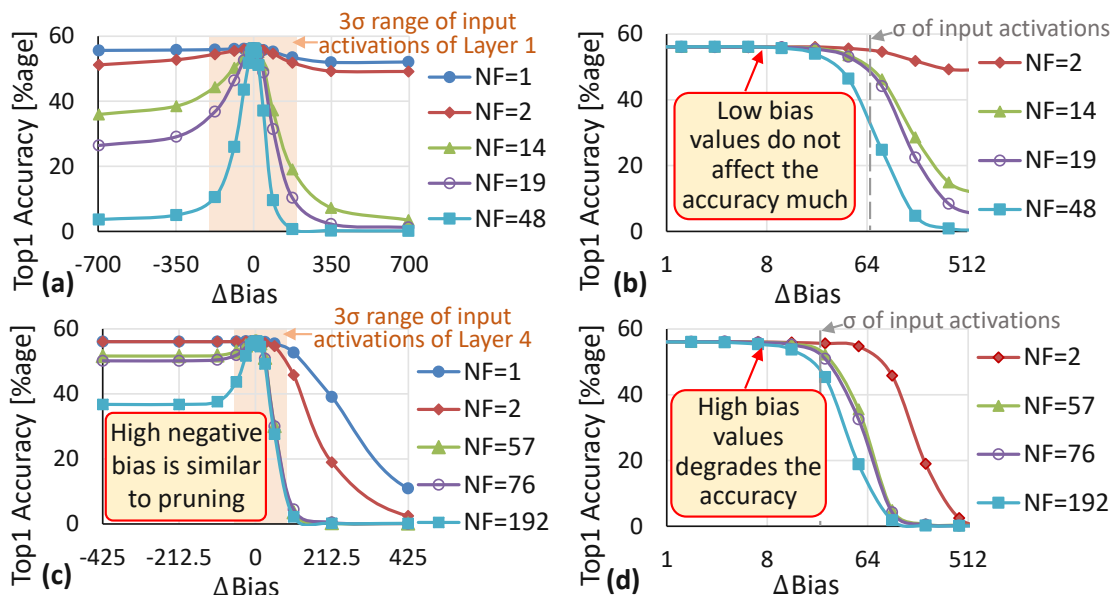 (a)
3σ range of input
activations of Layer 1
Top1 Accuracy [%age]
60
40
20
0
-700
-350
0
350
700
ΔBias
NF=1
NF=2
NF=14
NF=19
NF=48
(b)
σ of input activations
Top1 Accuracy [%age]
60
40
20
0
1
8
64
512
ΔBias
Low bias
values do not
affect the
accuracy much
NF=2
NF=14
NF=19
NF=48
3σ range of input
activations of Layer 4
Top1 Accuracy [%age]
60
40
20
0
-425
-212.5
0
212.5
425
(c)
ΔBias
High negative
bias is similar
to pruning
NF=1
NF=2
NF=57
NF=76
NF=192
σ of input activations
Top1 Accuracy [%age]
60
40
20
0
1
8
64
512
(d)
ΔBias
High bias
values
degrades the
accuracy
NF=2
NF=57
NF=76
NF=192